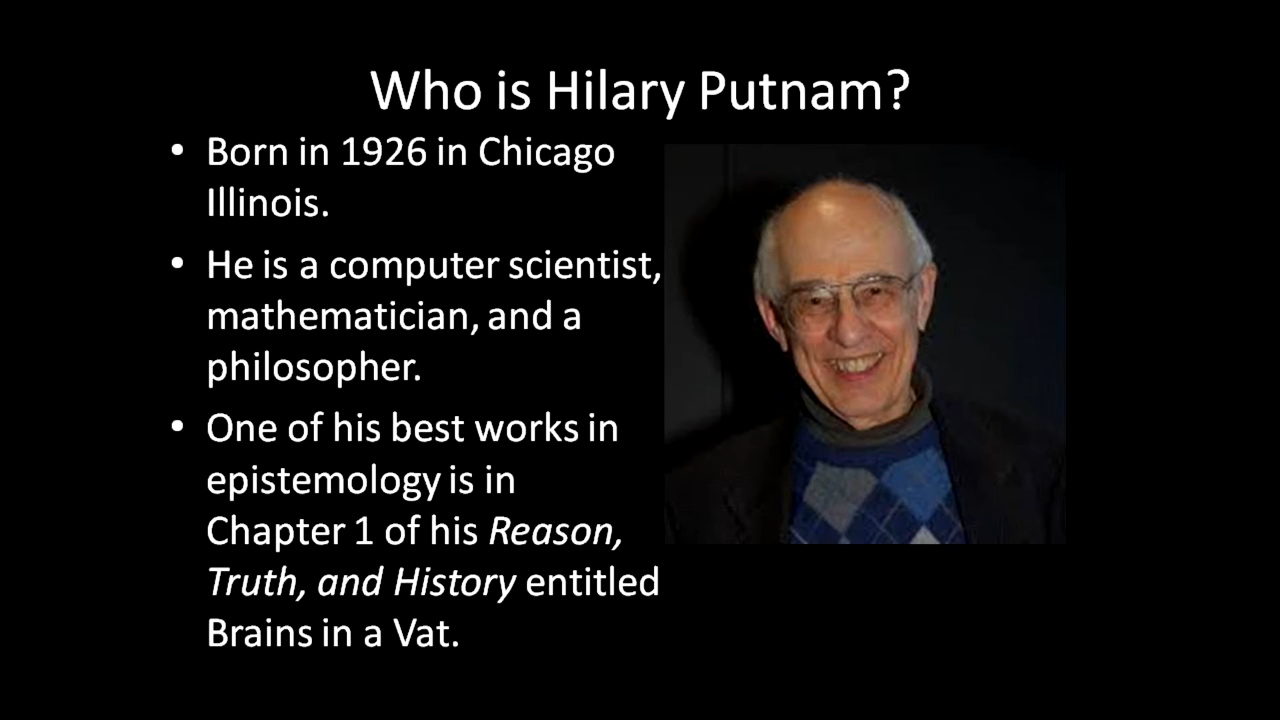 Who is Hilary Putnam?
• Born in 1926 in Chicago
Illinois.
• He is a computer scientist,
mathematician, and a
philosopher.
• One of his best works in
epistemology is in
Chapter 1 of his Reason,
Truth, and History entitled
Brains in a Vat.